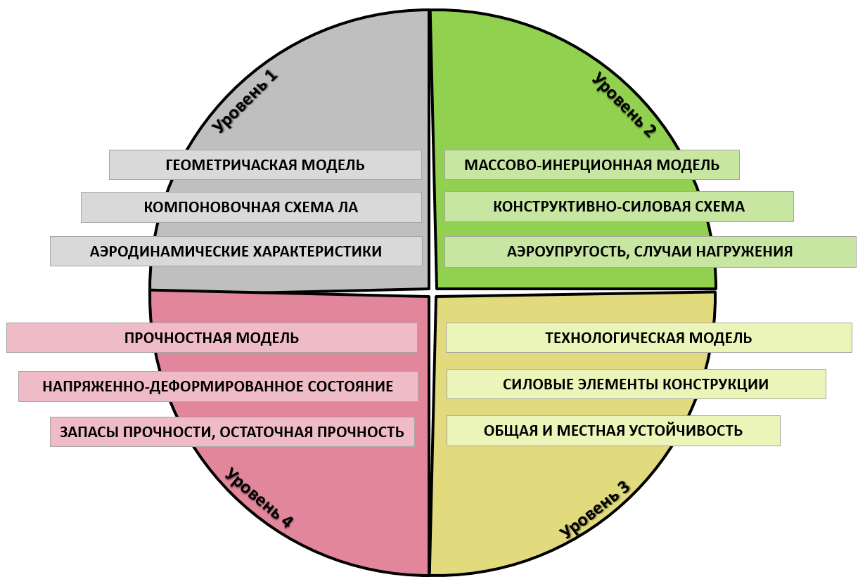 Уровень 1
ГЕОМЕТРИЧАСКАЯ МОДЕЛЬ
КОМПОНОВОЧНАЯ СХЕМА ЛА
АЭРОДИНАМИЧЕСКИЕ ХАРАКТЕРИСТИКИ
Уровень 2
МАССОВО-ИНЕРЦИОННАЯ МОДЕЛЬ
КОНСТРУКТИВНО-СИЛОВАЯ СХЕМА
АЭРОУПРУГОСТЬ, СЛУЧАИ НАГРУЖЕНИЯ
ТЕХНОЛОГИЧЕСКАЯ МОДЕЛЬ
СИЛОВЫЕ ЭЛЕМЕНТЫ КОНСТРУКЦИИ
ОБЩАЯ И МЕСТНАЯ УСТОЙЧИВОСТЬ
Уровень 3
ПРОЧНОСТНАЯ МОДЕЛЬ
НАПРЯЖЕННО-ДЕФОРМИРОВАННОЕ СОСТОЯНИЕ
ЗАПАСЫ ПРОЧНОСТИ, ОСТАТОЧНАЯ ПРОЧНОСТЬ
Уровень 4